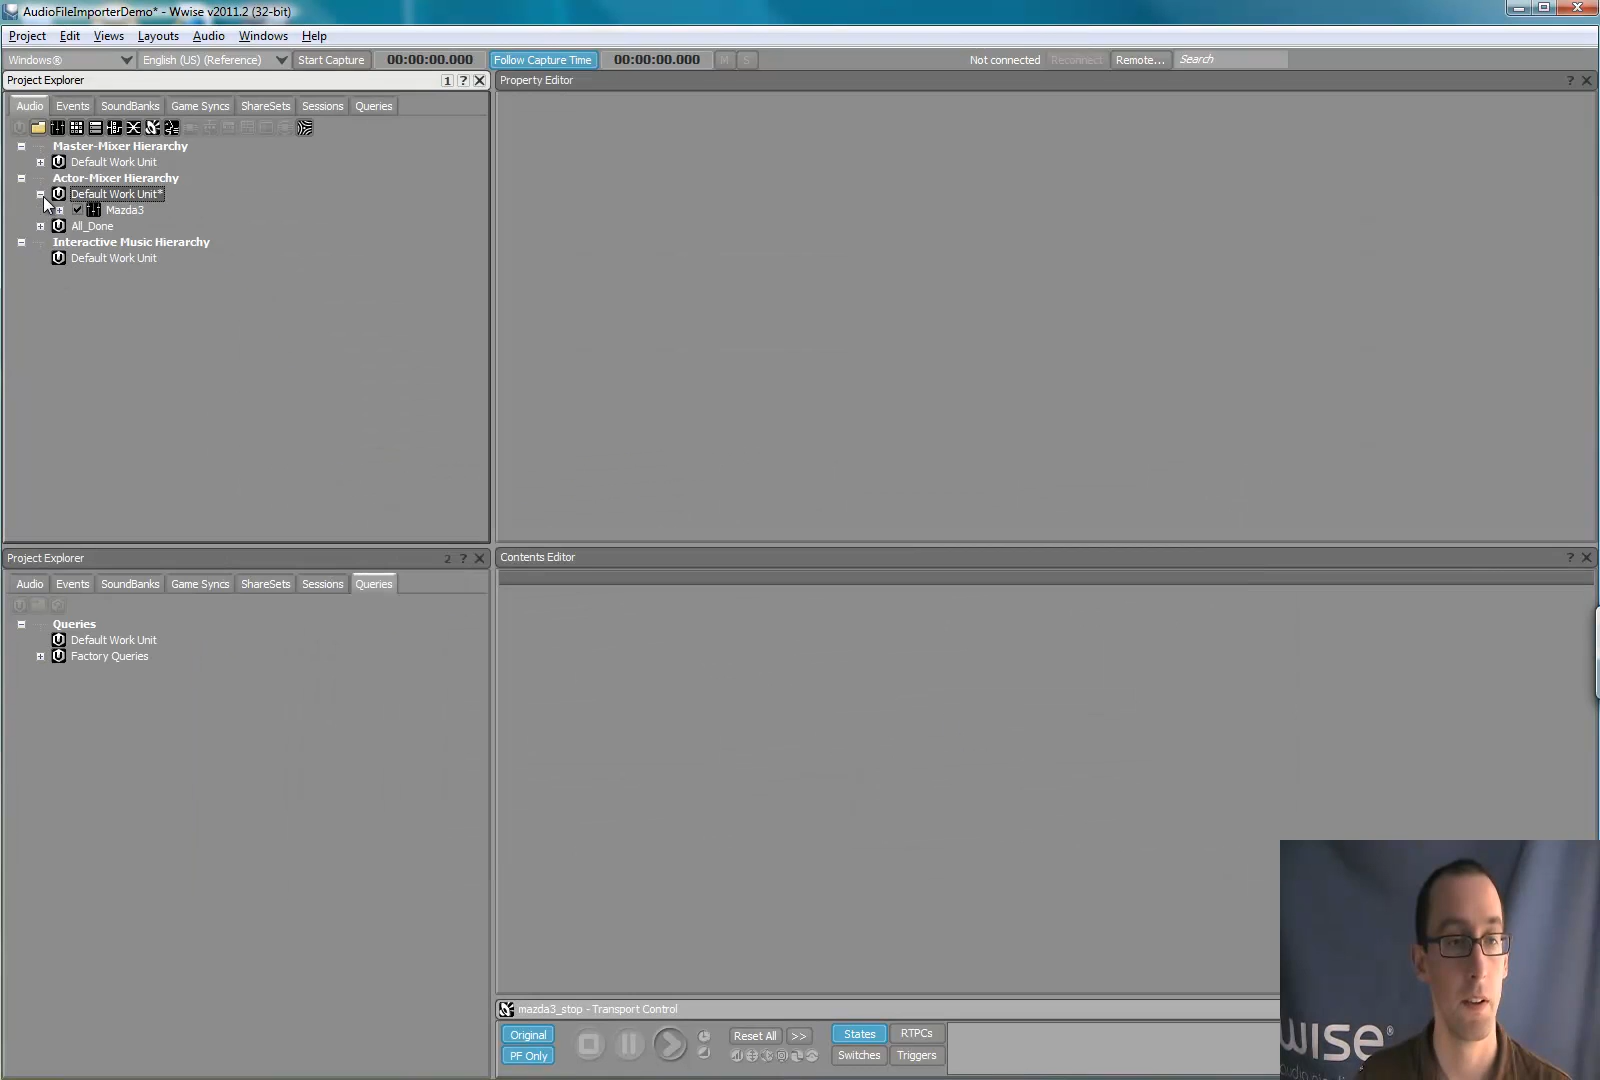 AudioFileImporterDemo* - Wwise v2011.2 (32-bit)
Project Edit Views Layouts Audio Windows Help
Windows® English (US) (Reference) Start Capture 00:00:00.000 Follow Capture Time 00:00:00.000 M S Not connected Reconnect Remote... Search
Project Explorer 1 ?
Property Editor ?
Audio Events SoundBanks Game Syncs ShareSets Sessions Queries
Master-Mixer Hierarchy
Default Work Unit
Actor-Mixer Hierarchy
Default Work Unit*
Mazda3
All_Done
Interactive Music Hierarchy
Default Work Unit
Project Explorer 2 ?
Contents Editor ?
Audio Events SoundBanks Game Syncs ShareSets Sessions Queries
Queries
Default Work Unit
Factory Queries
mazda3_stop - Transport Control
Original Reset All >> States RTPCs
PF Only Switches Triggers
wise®